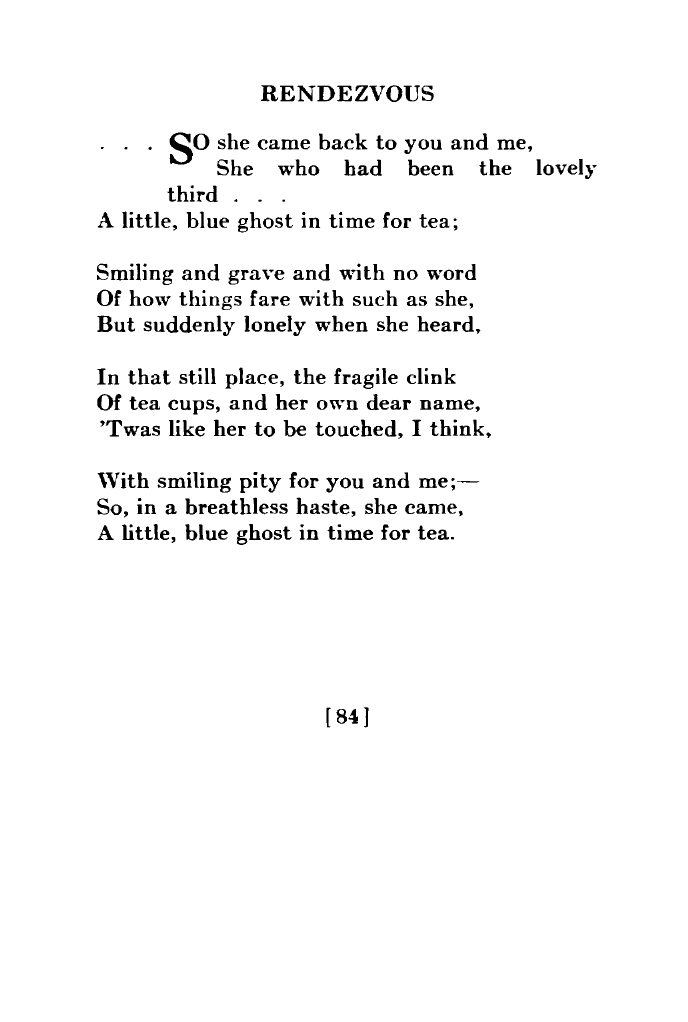 RENDEZVOUS
. . . SO she came back to you and me,
She who had been the lovely
third . . .
A little, blue ghost in time for tea;
Smiling and grave and with no word
Of how things fare with such as she,
But suddenly lonely when she heard,
In that still place, the fragile clink
Of tea cups, and her own dear name,
'Twas like her to be touched, I think,
With smiling pity for you and me;—
So, in a breathless haste, she came,
A little, blue ghost in time for tea.
[84]